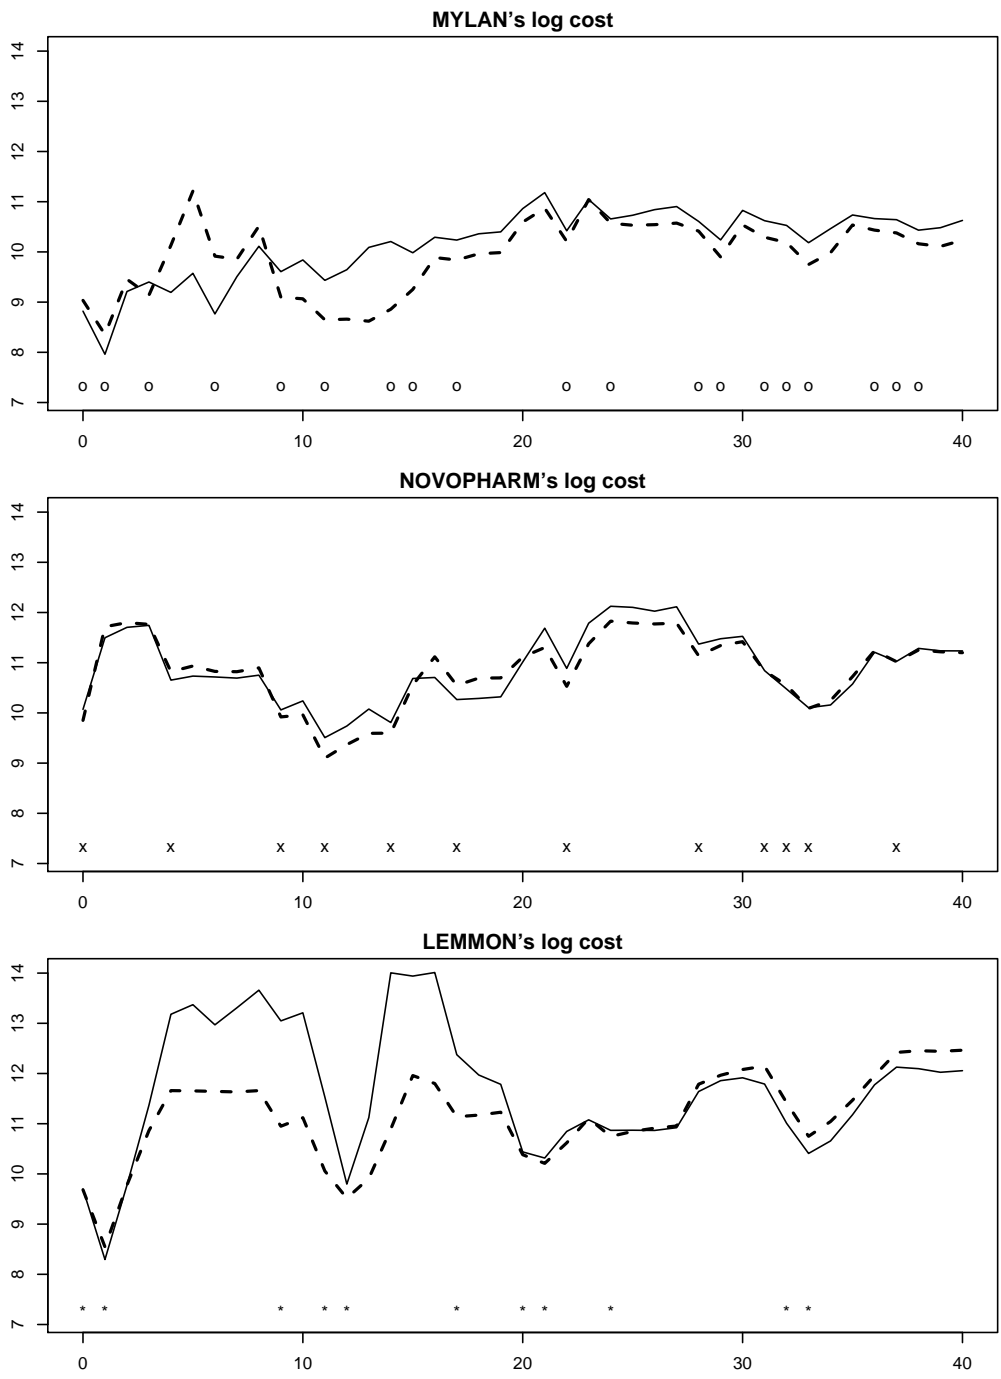 MYLAN’s log cost
14
13
12
11
10
9
8
7
o o o o o o o o o o o o o o o o o o o
0 10 20 30 40
NOVOPHARM’s log cost
14
13
12
11
10
9
8
7
x x x x x x x x x x x x
0 10 20 30 40
LEMMON’s log cost
14
13
12
11
10
9
8
7
* * * * * * * * * * *
0 10 20 30 40